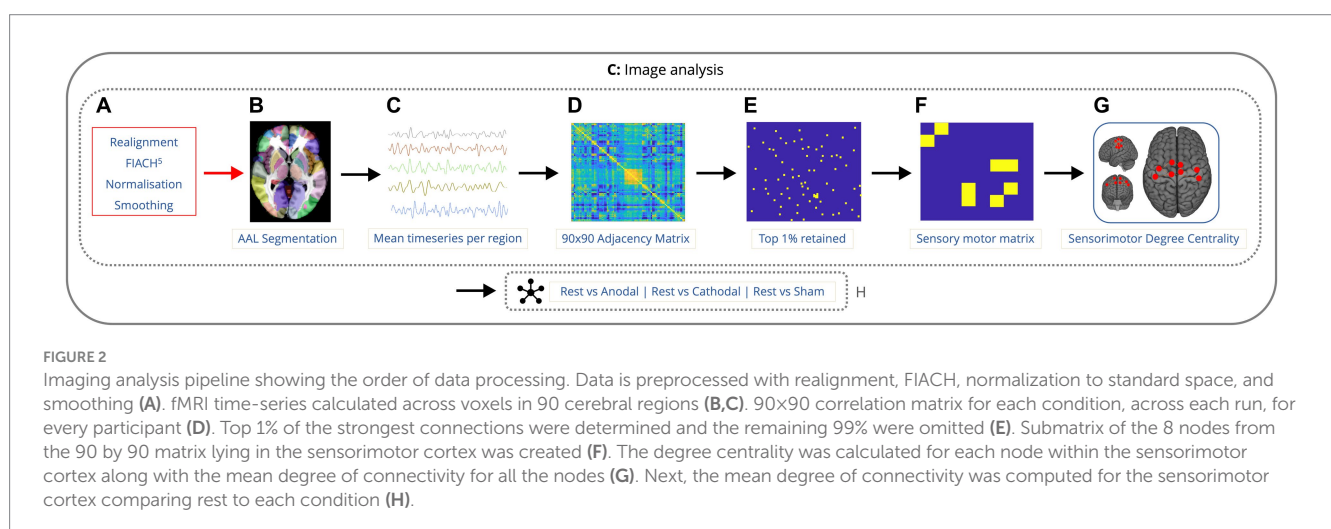 C: Image analysis
A B C D E F G
Realignment
FIACH⁵
Normalisation
Smoothing
AAL Segmentation
Mean timeseries per region
90x90 Adjacency Matrix
Top 1% retained
Sensory motor matrix
Sensorimotor Degree Centrality
Rest vs Anodal | Rest vs Cathodal | Rest vs Sham
H
FIGURE 2
Imaging analysis pipeline showing the order of data processing. Data is preprocessed with realignment, FIACH, normalization to standard space, and
smoothing (A). fMRI time-series calculated across voxels in 90 cerebral regions (B,C). 90×90 correlation matrix for each condition, across each run, for
every participant (D). Top 1% of the strongest connections were determined and the remaining 99% were omitted (E). Submatrix of the 8 nodes from
the 90 by 90 matrix lying in the sensorimotor cortex was created (F). The degree centrality was calculated for each node within the sensorimotor
cortex along with the mean degree of connectivity for all the nodes (G). Next, the mean degree of connectivity was computed for the sensorimotor
cortex comparing rest to each condition (H).